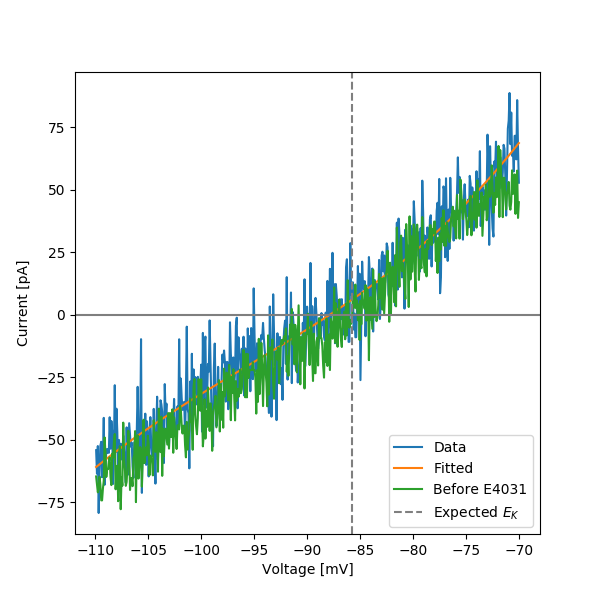 75
50
25
0
−25
−50
−75
Current [pA]
−110 −105 −100 −95 −90 −85 −80 −75 −70
Voltage [mV]
Data
Fitted
Before E4031
Expected E_K